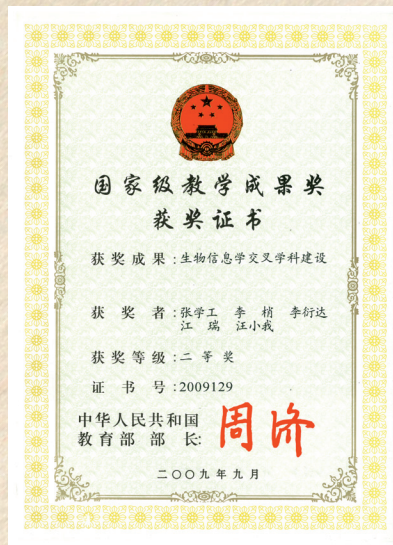 国家级教学成果奖
获奖证书
获奖成果:生物信息学交叉学科建设
获奖者:张学工 李梢 李衍达
江瑞 汪小我
获奖等级:二等奖
证书号:2009129
中华人民共和国
教育部部长:
周济
二〇〇九年九月